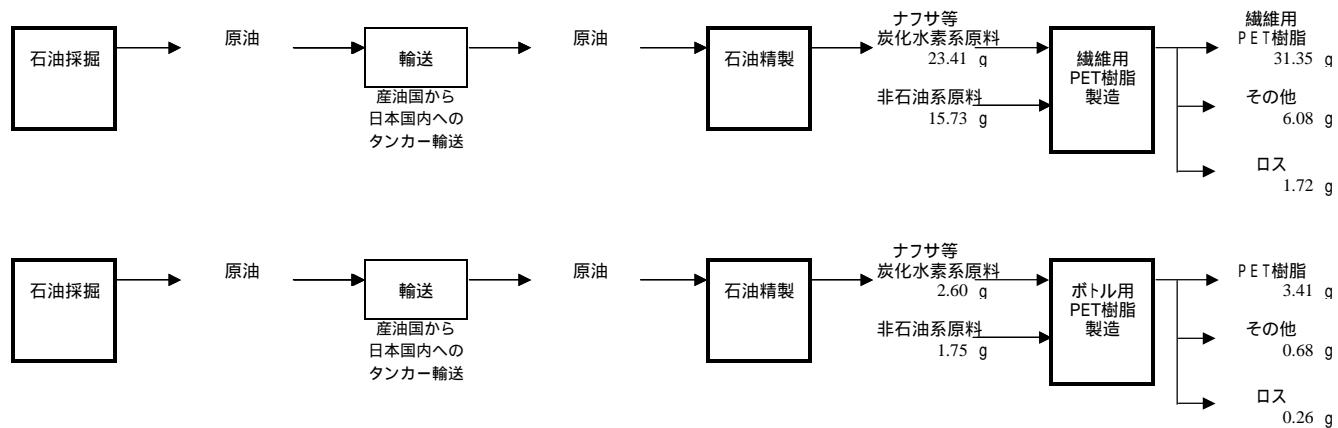 石油採掘
原油
輸送
産油国から
日本国内への
タンカー輸送
原油
石油精製
ナフサ等
炭化水素系原料
23.41 g
非石油系原料
15.73 g
繊維用
PET樹脂
製造
繊維用
PET樹脂
31.35 g
その他
6.08 g
ロス
1.72 g
石油採掘
原油
輸送
産油国から
日本国内への
タンカー輸送
原油
石油精製
ナフサ等
炭化水素系原料
2.60 g
非石油系原料
1.75 g
ボトル用
PET樹脂
製造
PET樹脂
3.41 g
その他
0.68 g
ロス
0.26 g